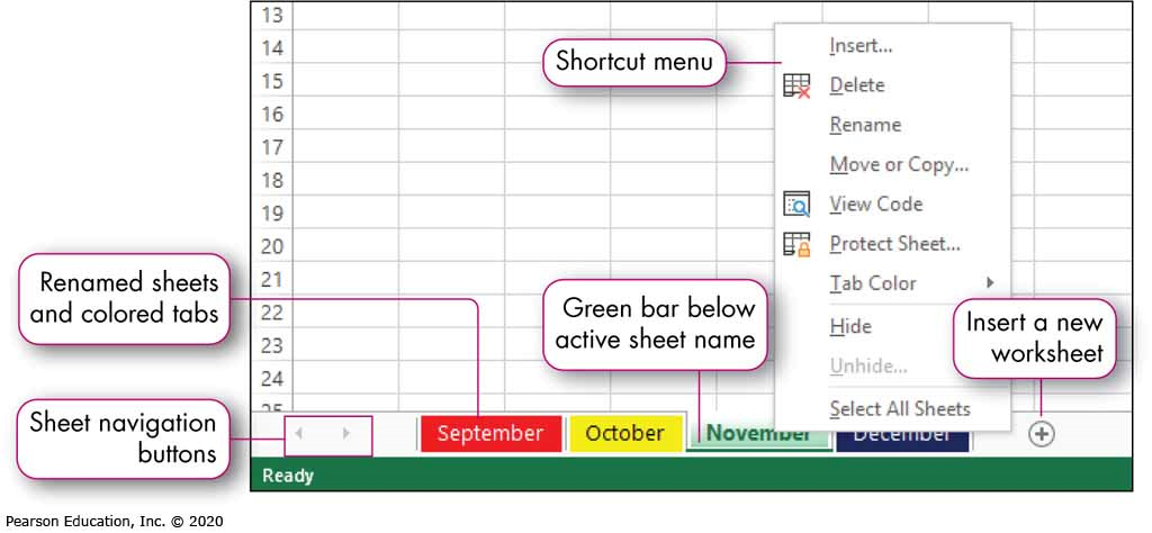 13
14
15
16
17
18
19
20
21
22
23
24
25
Shortcut menu
Insert...
Delete
Rename
Move or Copy...
View Code
Protect Sheet...
Tab Color
Hide
Unhide...
Select All Sheets
Renamed sheets
and colored tabs
Green bar below
active sheet name
Insert a new
worksheet
Sheet navigation
buttons
September October November December
Ready
Pearson Education, Inc. © 2020